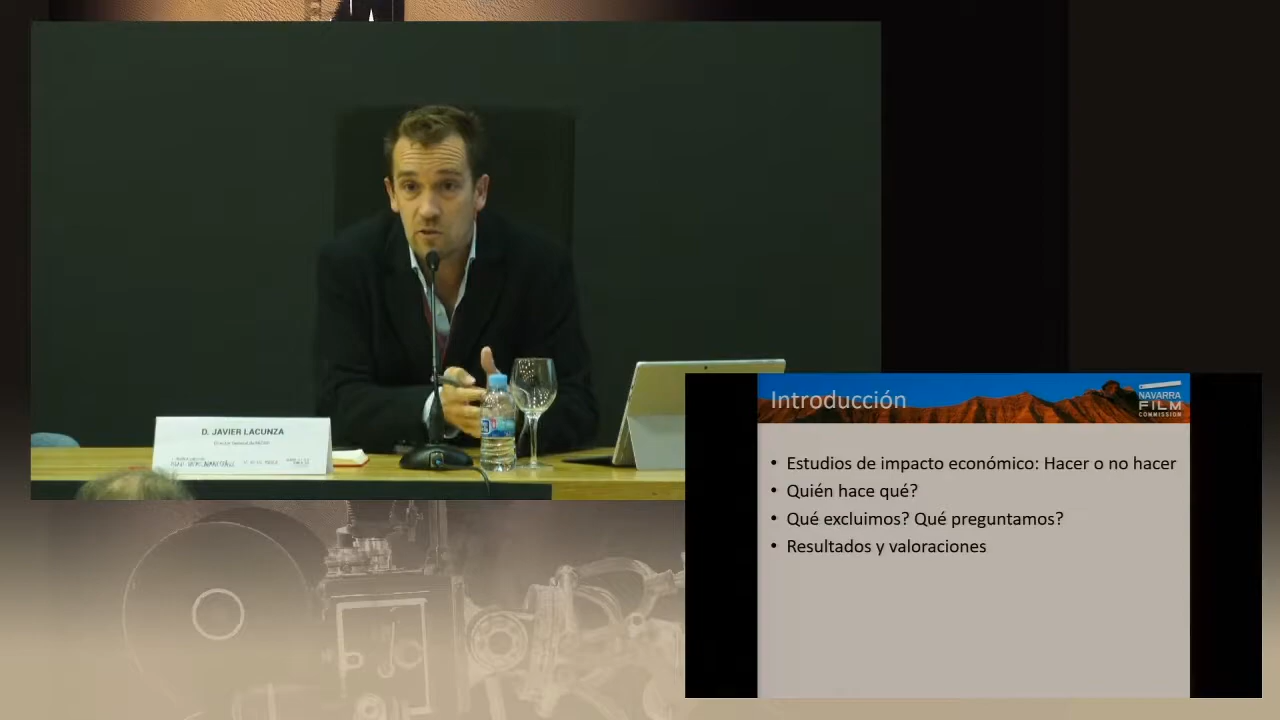 D. JAVIER LACUNZA
Introducción
NAVARRA
FILM
COMMISSION
• Estudios de impacto económico: Hacer o no hacer
• Quién hace qué?
• Qué excluimos? Qué preguntamos?
• Resultados y valoraciones